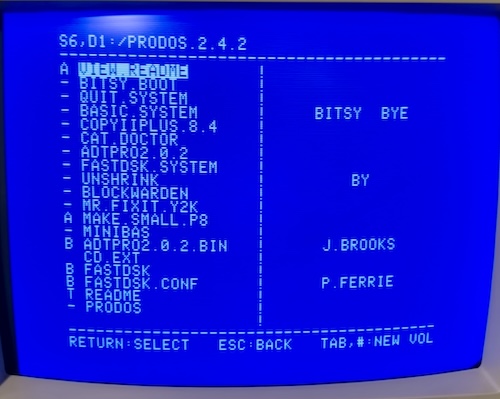 S6,D1:/PRODOS.2.4.2
A VIEW.README
- BITSY.BOOT
- QUIT.SYSTEM
- BASIC.SYSTEM
- COPYIIPLUS.8.4
- CAT.DOCTOR
- ADTPRO2.0.2
- FASTDSK.SYSTEM
- UNSHRINK
- BLOCKWARDEN
- MR.FIXIT.Y2K
A MAKE.SMALL.P8
- MINIBAS
B ADTPRO2.0.2.BIN
CD.EXT
B FASTDSK
B FASTDSK.CONF
T README
- PRODOS
BITSY BYE
BY
J.BROOKS
P.FERRIE
RETURN:SELECT ESC:BACK TAB,#:NEW VOL